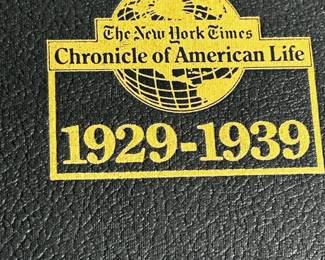 The New York Times
Chronicle of American Life
1929-1939